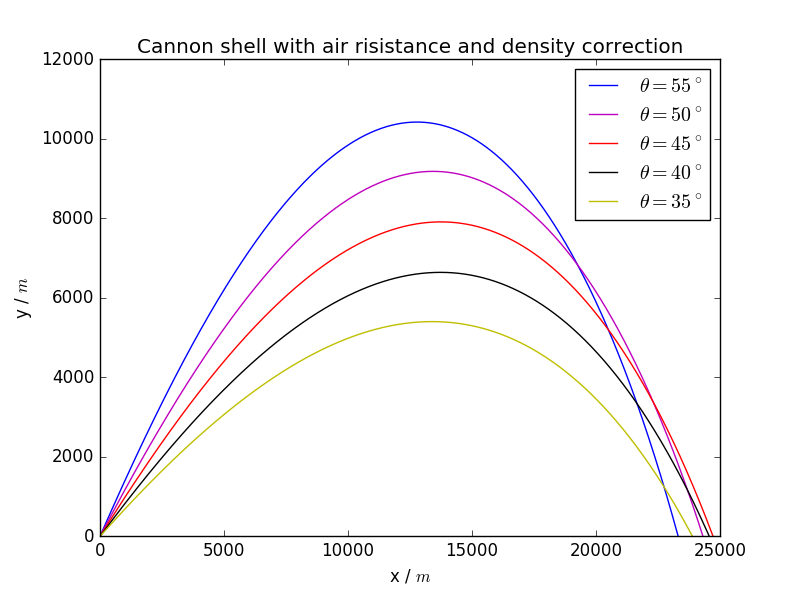 Cannon shell with air risistance and density correction
12000
10000
8000
6000
4000
2000
0
y / m
θ = 55°
θ = 50°
θ = 45°
θ = 40°
θ = 35°
0 5000 10000 15000 20000 25000
x / m